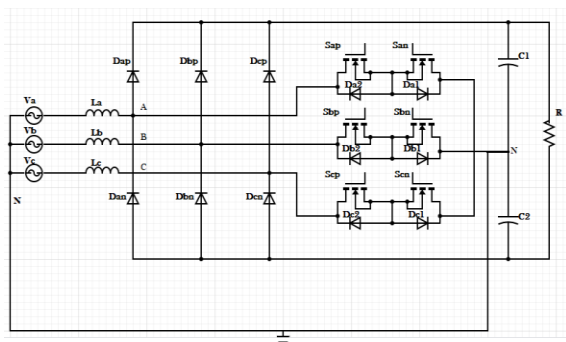 Sap San
Dap Dbp Dcp
C1
Da2 Da1
Va La A
Sbp Sbn
R
Vb Lb B
Db2 Db1 N
Vc Lc C
Scp Scn
Dan Dbn Dcn
N
Dc2 Dc1
C2